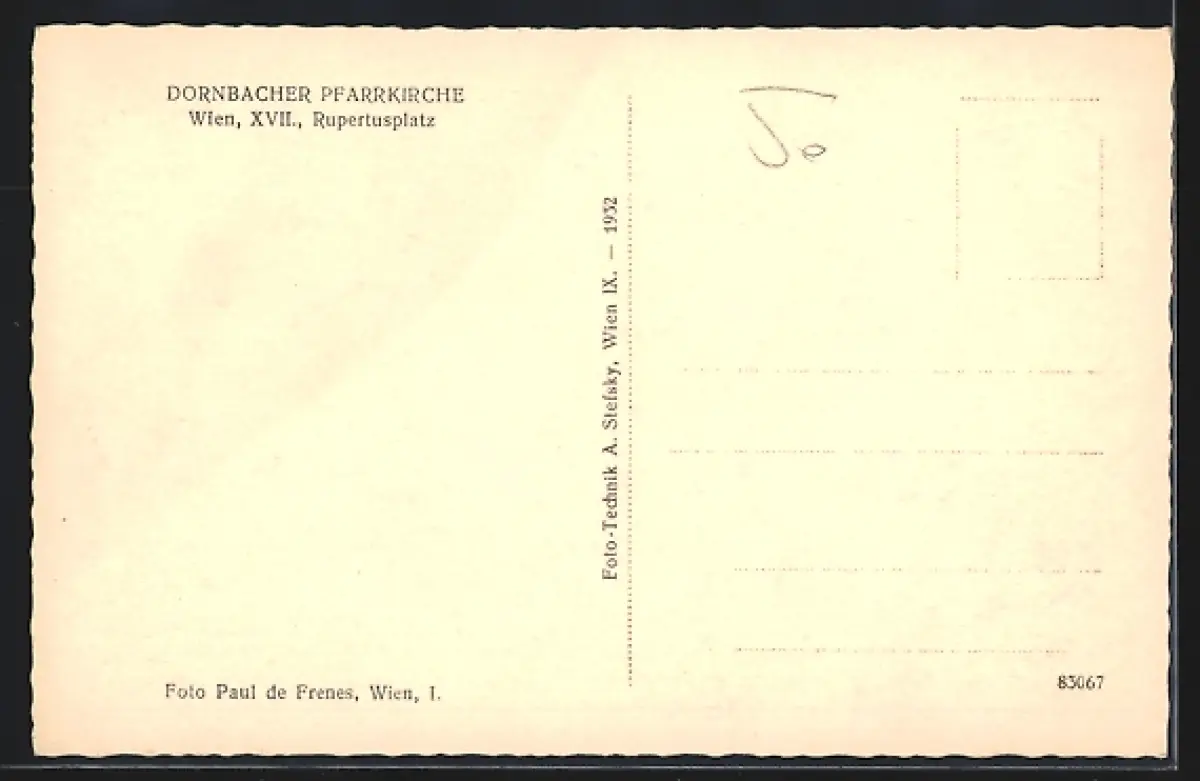 DORNBACHER PFARRKIRCHE
Wien, XVII., Rupertusplatz
Foto Paul de Frenes, Wien, I.
Foto-Technik A. Stefsky, Wien IX. — 1932
83067